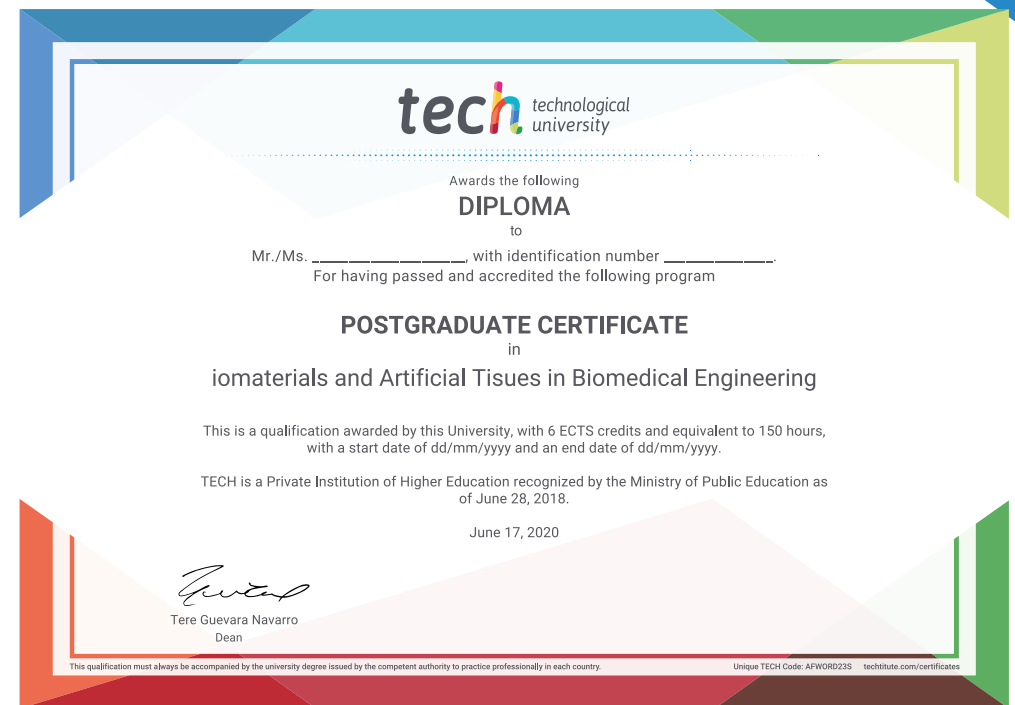 tech technological
university
Awards the following
DIPLOMA
to
Mr./Ms. ____________________, with identification number ______________.
For having passed and accredited the following program
POSTGRADUATE CERTIFICATE
in
iomaterials and Artificial Tisues in Biomedical Engineering
This is a qualification awarded by this University, with 6 ECTS credits and equivalent to 150 hours,
with a start date of dd/mm/yyyy and an end date of dd/mm/yyyy.
TECH is a Private Institution of Higher Education recognized by the Ministry of Public Education as
of June 28, 2018.
June 17, 2020
Tere Guevara Navarro
Dean
This qualification must always be accompanied by the university degree issued by the competent authority to practice professionally in each country. Unique TECH Code: AFWORD23S techtitute.com/certificates